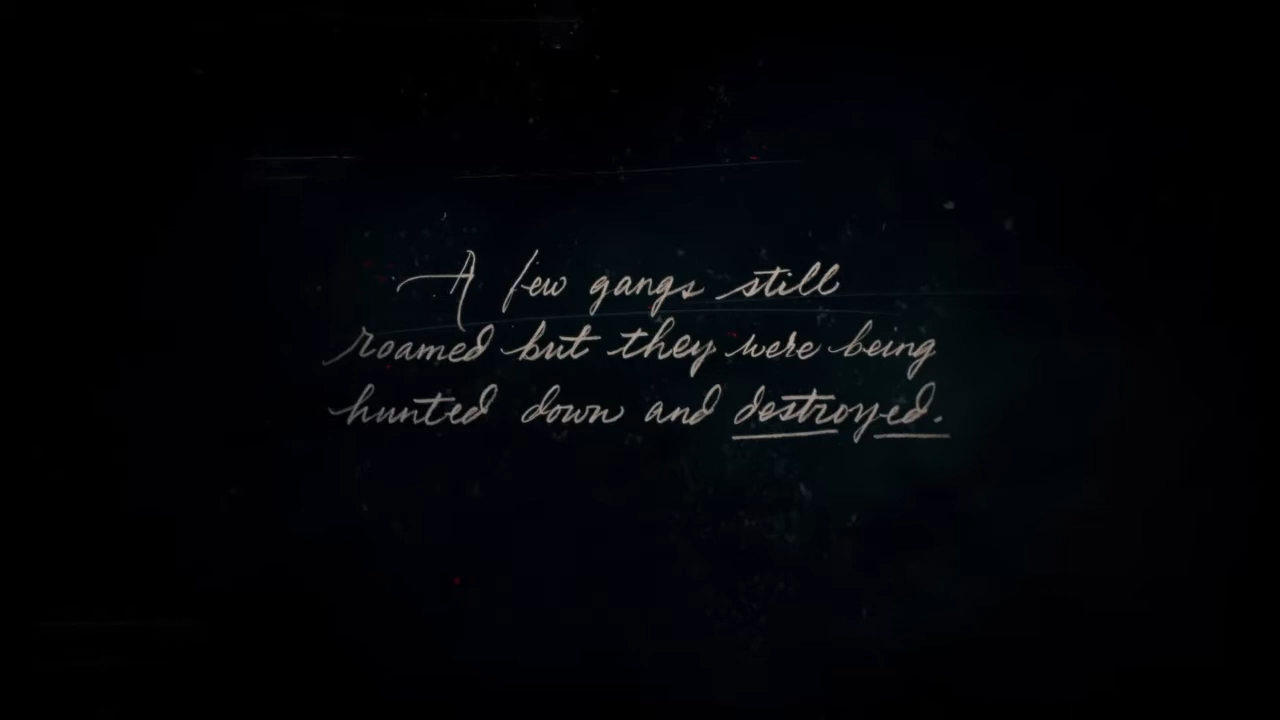 A few gangs still
roamed but they were being
hunted down and destroyed.